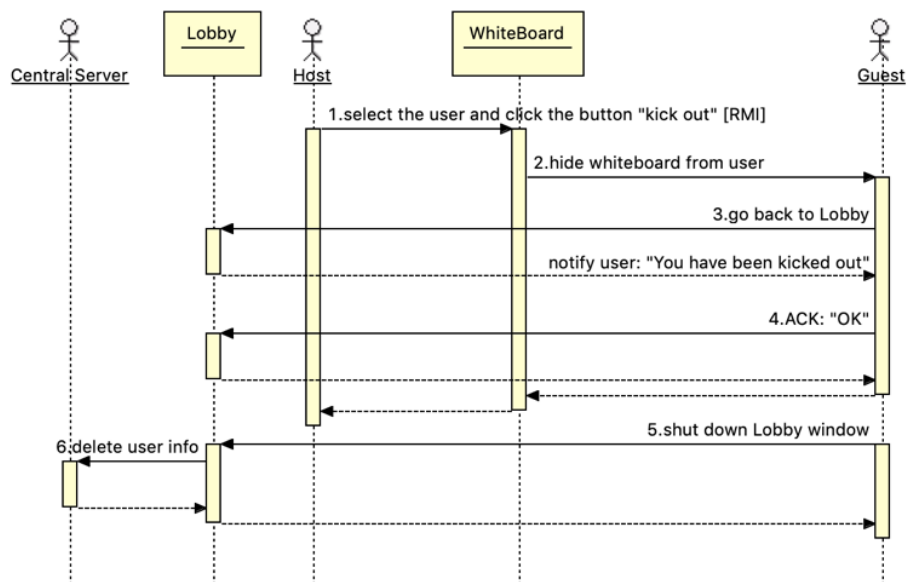 Lobby
WhiteBoard
Central Server
Host
Guest
1.select the user and click the button "kick out" [RMI]
2.hide whiteboard from user
3.go back to Lobby
notify user: "You have been kicked out"
4.ACK: "OK"
5.shut down Lobby window
6.delete user info